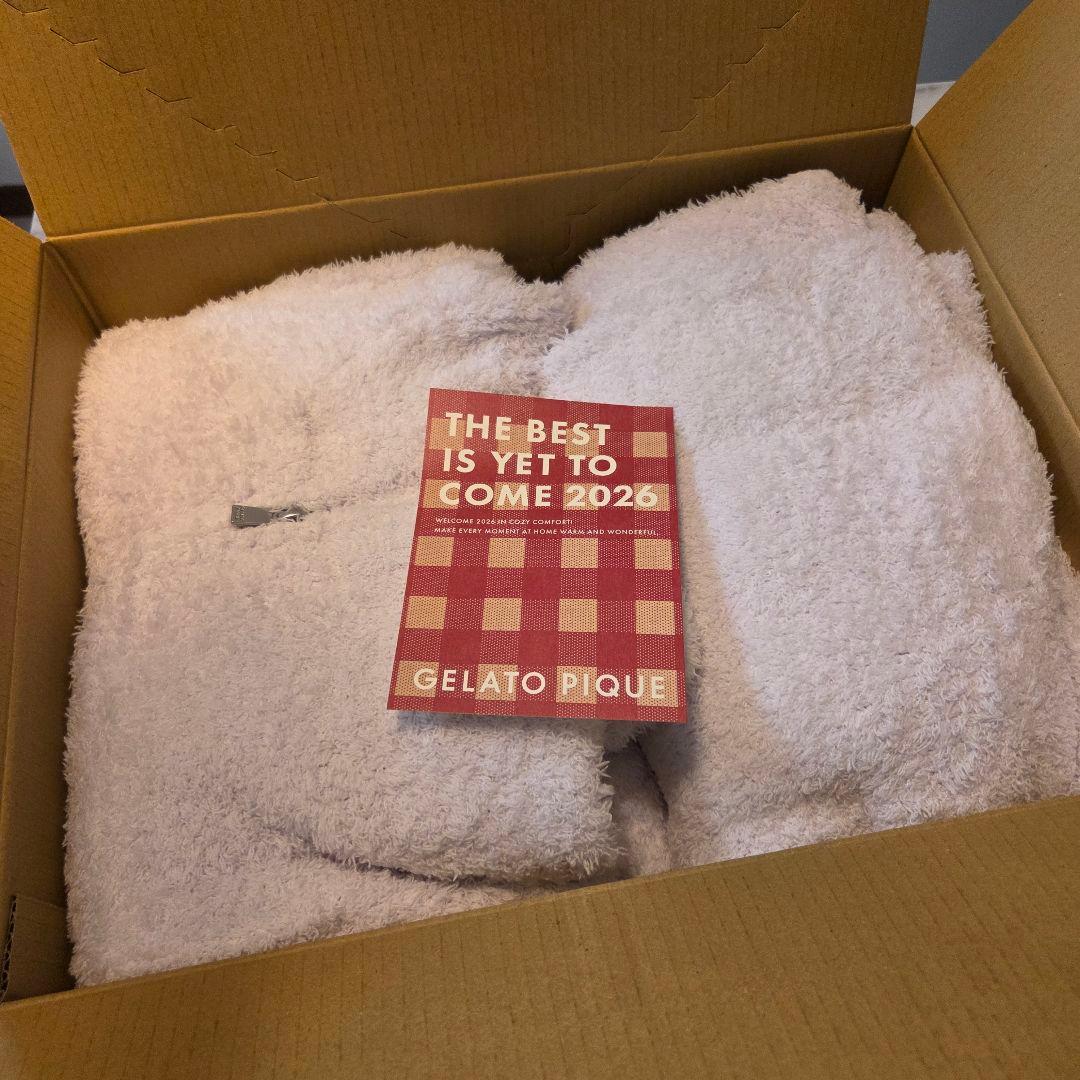 THE BEST
IS YET TO
COME 2026
WELCOME 2026 IN COZY COMFORT!
MAKE EVERY MOMENT AT HOME WARM AND WONDERFUL.
GELATO PIQUE